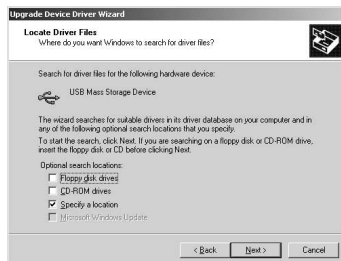 Upgrade Device Driver Wizard
Locate Driver Files
Where do you want Windows to search for driver files?
Search for driver files for the following hardware device:
USB Mass Storage Device
The wizard searches for suitable drivers in its driver database on your computer and in
any of the following optional search locations that you specify.
To start the search, click Next. If you are searching on a floppy disk or CD-ROM drive,
insert the floppy disk or CD before clicking Next.
Optional search locations:
Floppy disk drives
CD-ROM drives
Specify a location
Microsoft Windows Update
< Back
Next >
Cancel